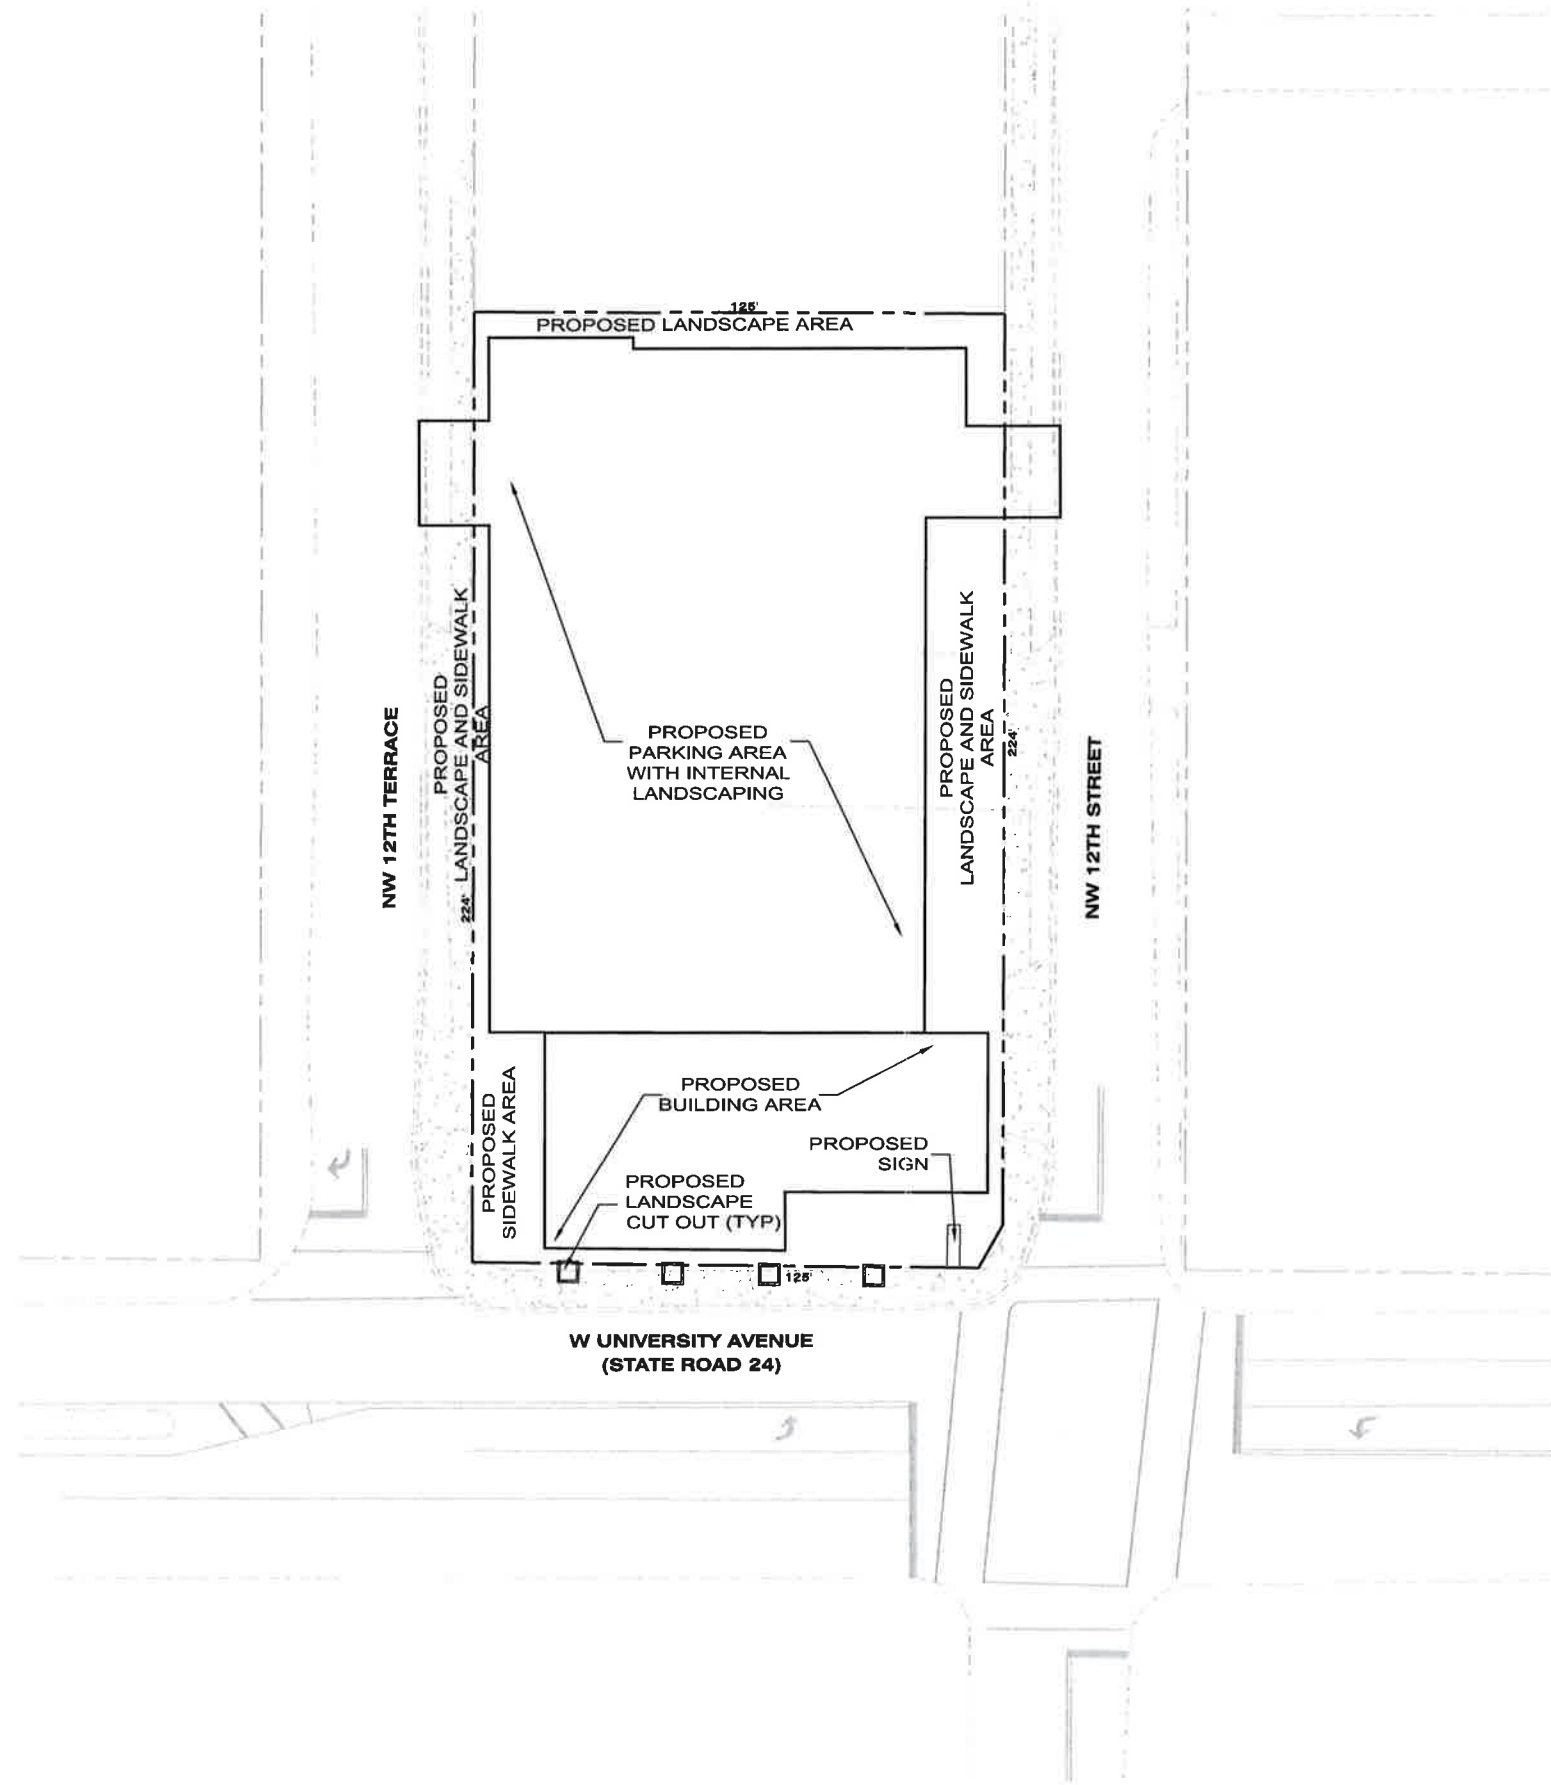 125'
PROPOSED LANDSCAPE AREA
NW 12TH TERRACE
PROPOSED
LANDSCAPE AND SIDEWALK
AREA
224'
PROPOSED
PARKING AREA
WITH INTERNAL
LANDSCAPING
PROPOSED
LANDSCAPE AND SIDEWALK
AREA
224'
NW 12TH STREET
PROPOSED
SIDEWALK AREA
PROPOSED
BUILDING AREA
PROPOSED
SIGN
PROPOSED
LANDSCAPE
CUT OUT (TYP)
125'
W UNIVERSITY AVENUE
(STATE ROAD 24)